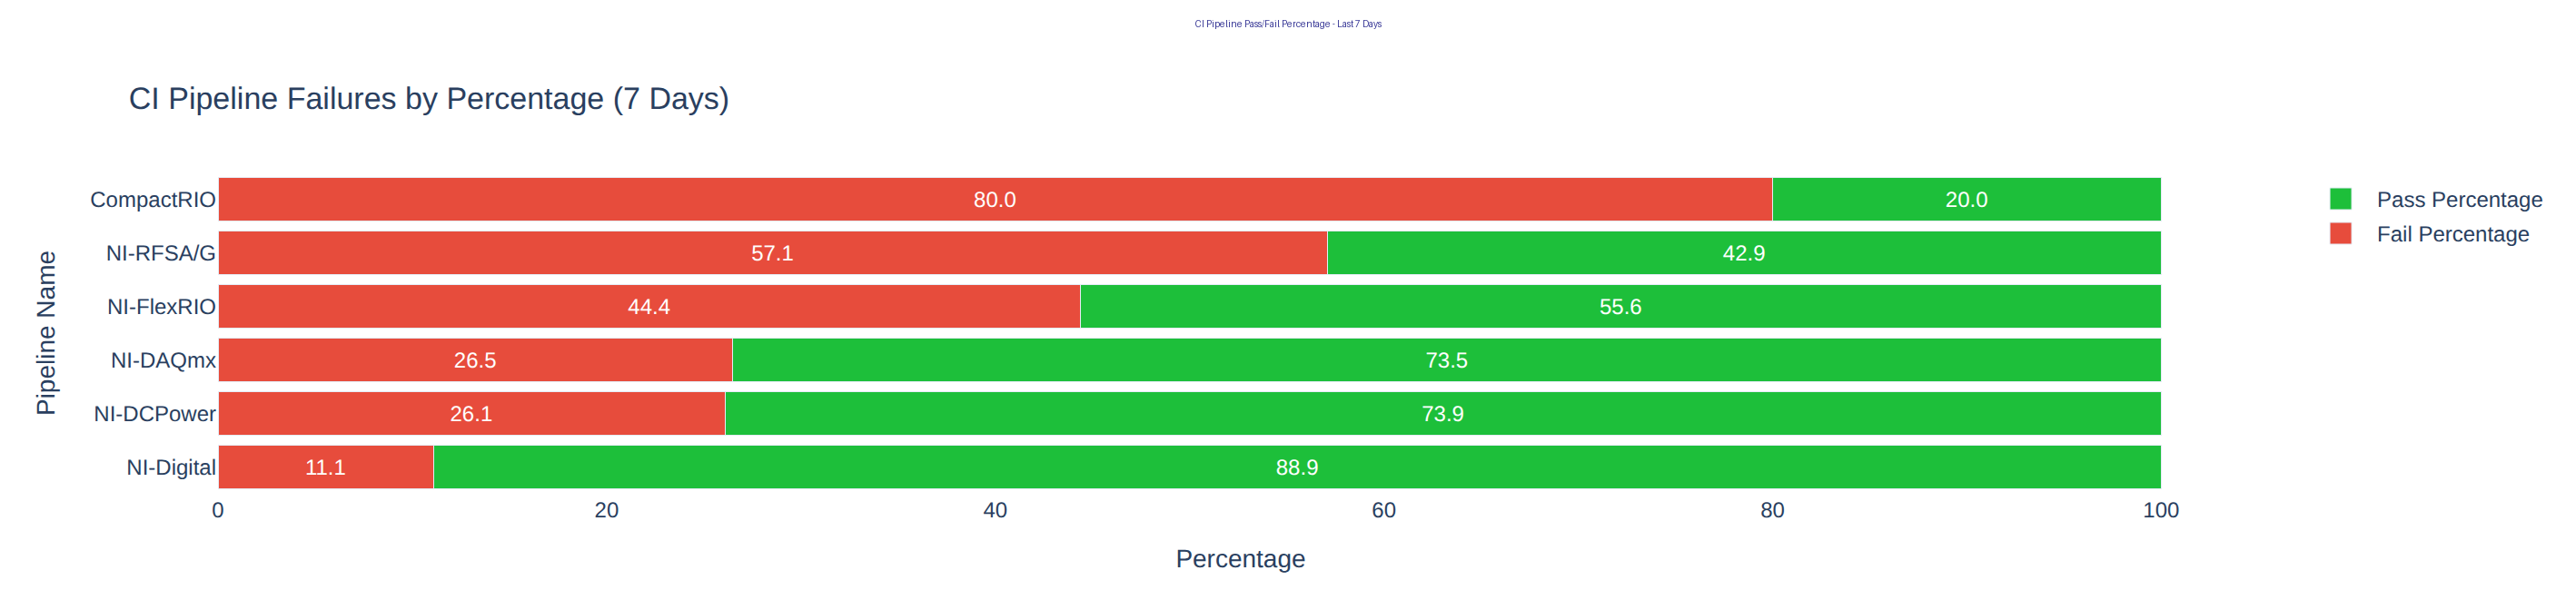 CI Pipeline Pass/Fail Percentage - Last 7 Days
CI Pipeline Failures by Percentage (7 Days)
Pipeline Name
CompactRIO 80.0 20.0
NI-RFSA/G 57.1 42.9
NI-FlexRIO 44.4 55.6
NI-DAQmx 26.5 73.5
NI-DCPower 26.1 73.9
NI-Digital 11.1 88.9
0 20 40 60 80 100
Percentage
Pass Percentage
Fail Percentage